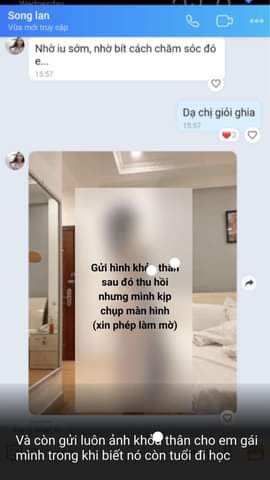 Wednesday
Song lan
Vừa mới truy cập
Nhờ iu sớm, nhờ bít cách chăm sóc đó
e...
15:57
Dạ chị giỏi ghia
15:57
2
Gửi hình khỏa thân
sau đó thu hồi
nhưng mình kịp
chụp màn hình
(xin phép làm mờ)
Và còn gửi luôn ảnh khỏa thân cho em gái
mình trong khi biết nó còn tuổi đi học